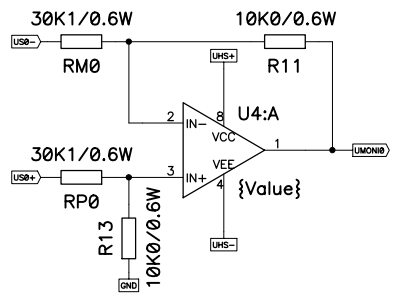 30K1/0.6W
10K0/0.6W
US0-
UHS+
RM0
R11
2
8
U4:A
IN-
VCC
1
UMONI0
30K1/0.6W
VEE
3
IN+
US0+
4
{Value}
RP0
R13
10K0/0.6W
UHS-
GND